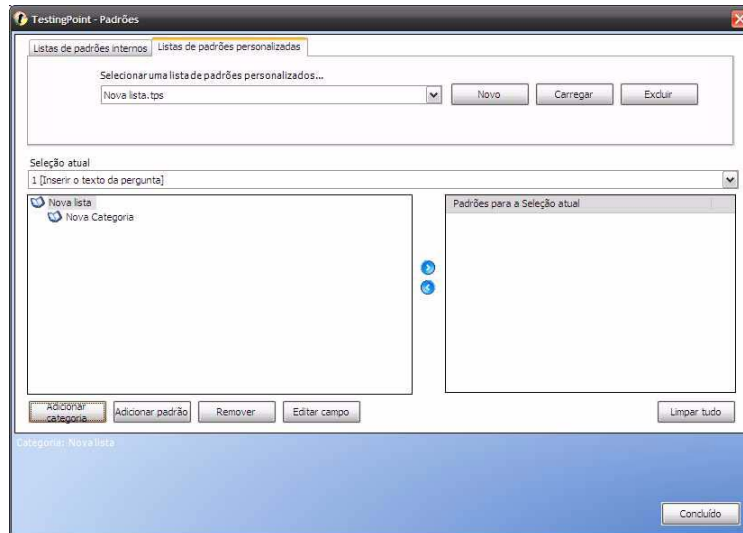 TestingPoint - Padrões
Listas de padrões internos
Listas de padrões personalizadas
Selecionar uma lista de padrões personalizados...
Nova lista.tps
Novo
Carregar
Excluir
Seleção atual
1 [Inserir o texto da pergunta]
Nova lista
Nova Categoria
Padrões para a Seleção atual
Adicionar
categoria
Adicionar padrão
Remover
Editar campo
Limpar tudo
Categoria: Nova lista
Concluído